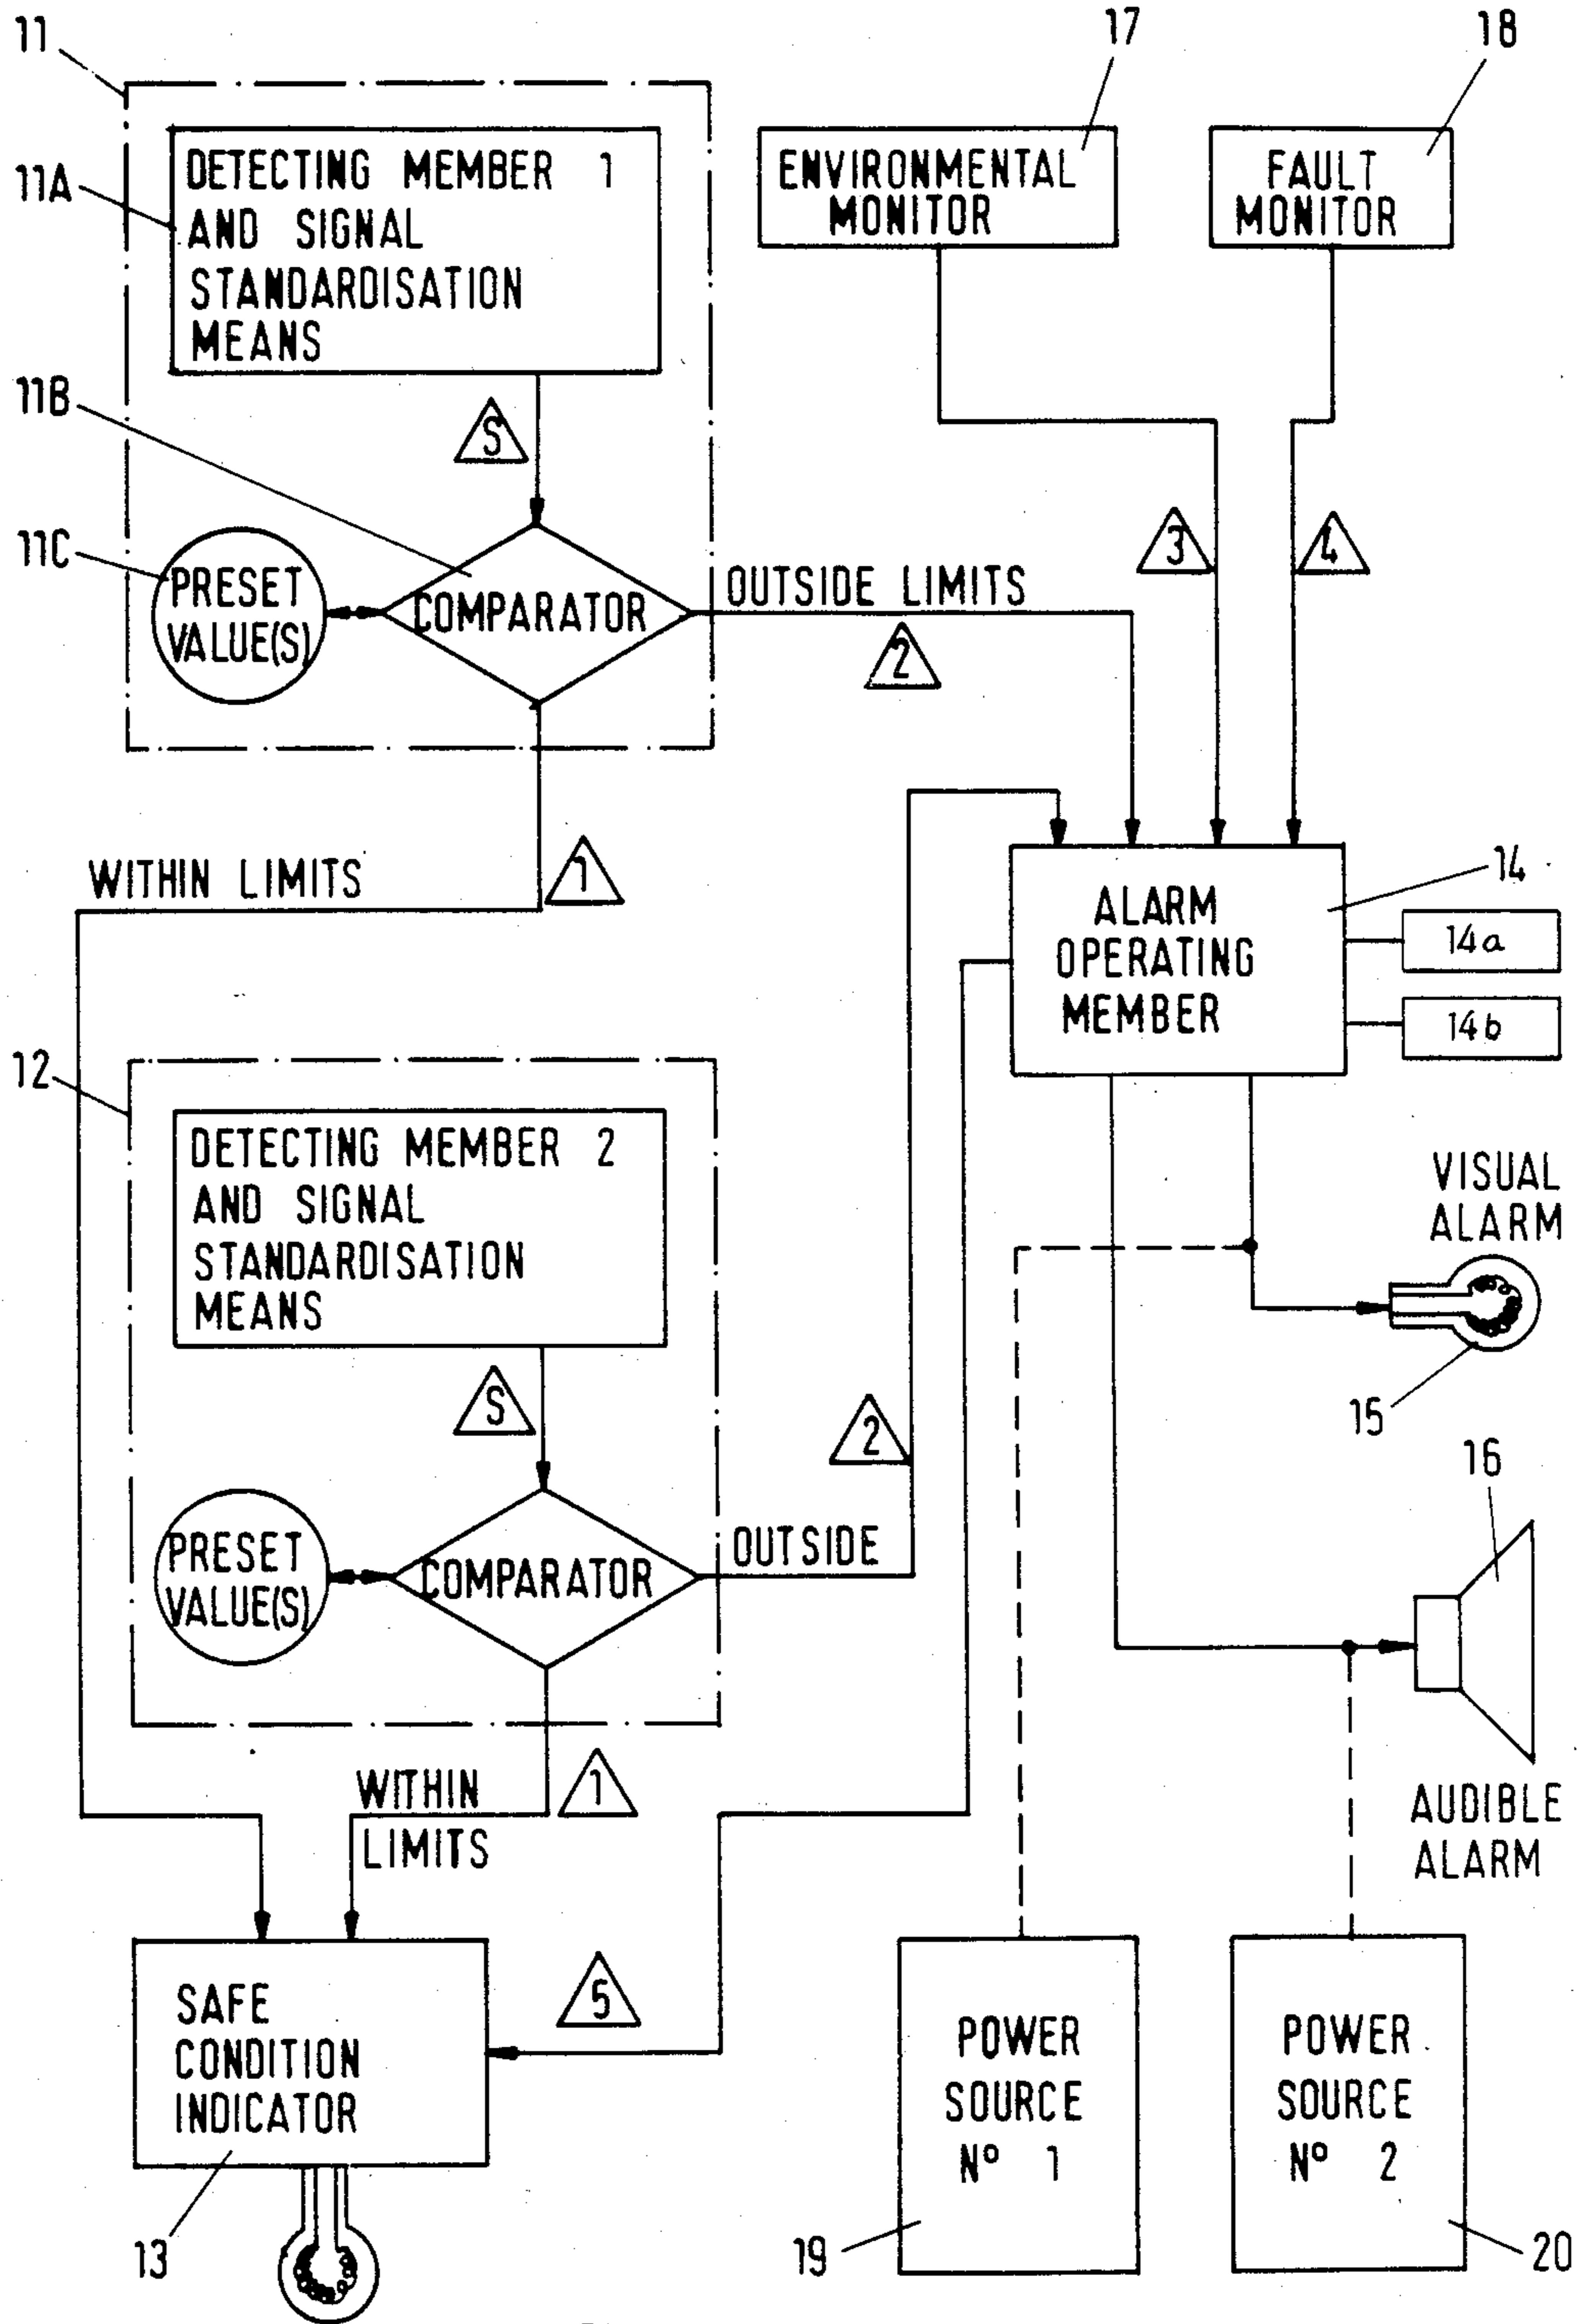 11
17
18
11A
DETECTING MEMBER 1
AND SIGNAL
STANDARDISATION
MEANS
ENVIRONMENTAL
MONITOR
FAULT
MONITOR
11B
S
11C
PRESET
VALUE(S)
COMPARATOR
OUTSIDE LIMITS
2
3
4
WITHIN LIMITS
1
ALARM
OPERATING
MEMBER
14
14a
14b
12
DETECTING MEMBER 2
AND SIGNAL
STANDARDISATION
MEANS
VISUAL
ALARM
15
S
2
16
PRESET
VALUE(S)
COMPARATOR
OUTSIDE
WITHIN
LIMITS
1
AUDIBLE
ALARM
SAFE
CONDITION
INDICATOR
5
13
POWER
SOURCE
Nº 1
19
POWER
SOURCE
Nº 2
20